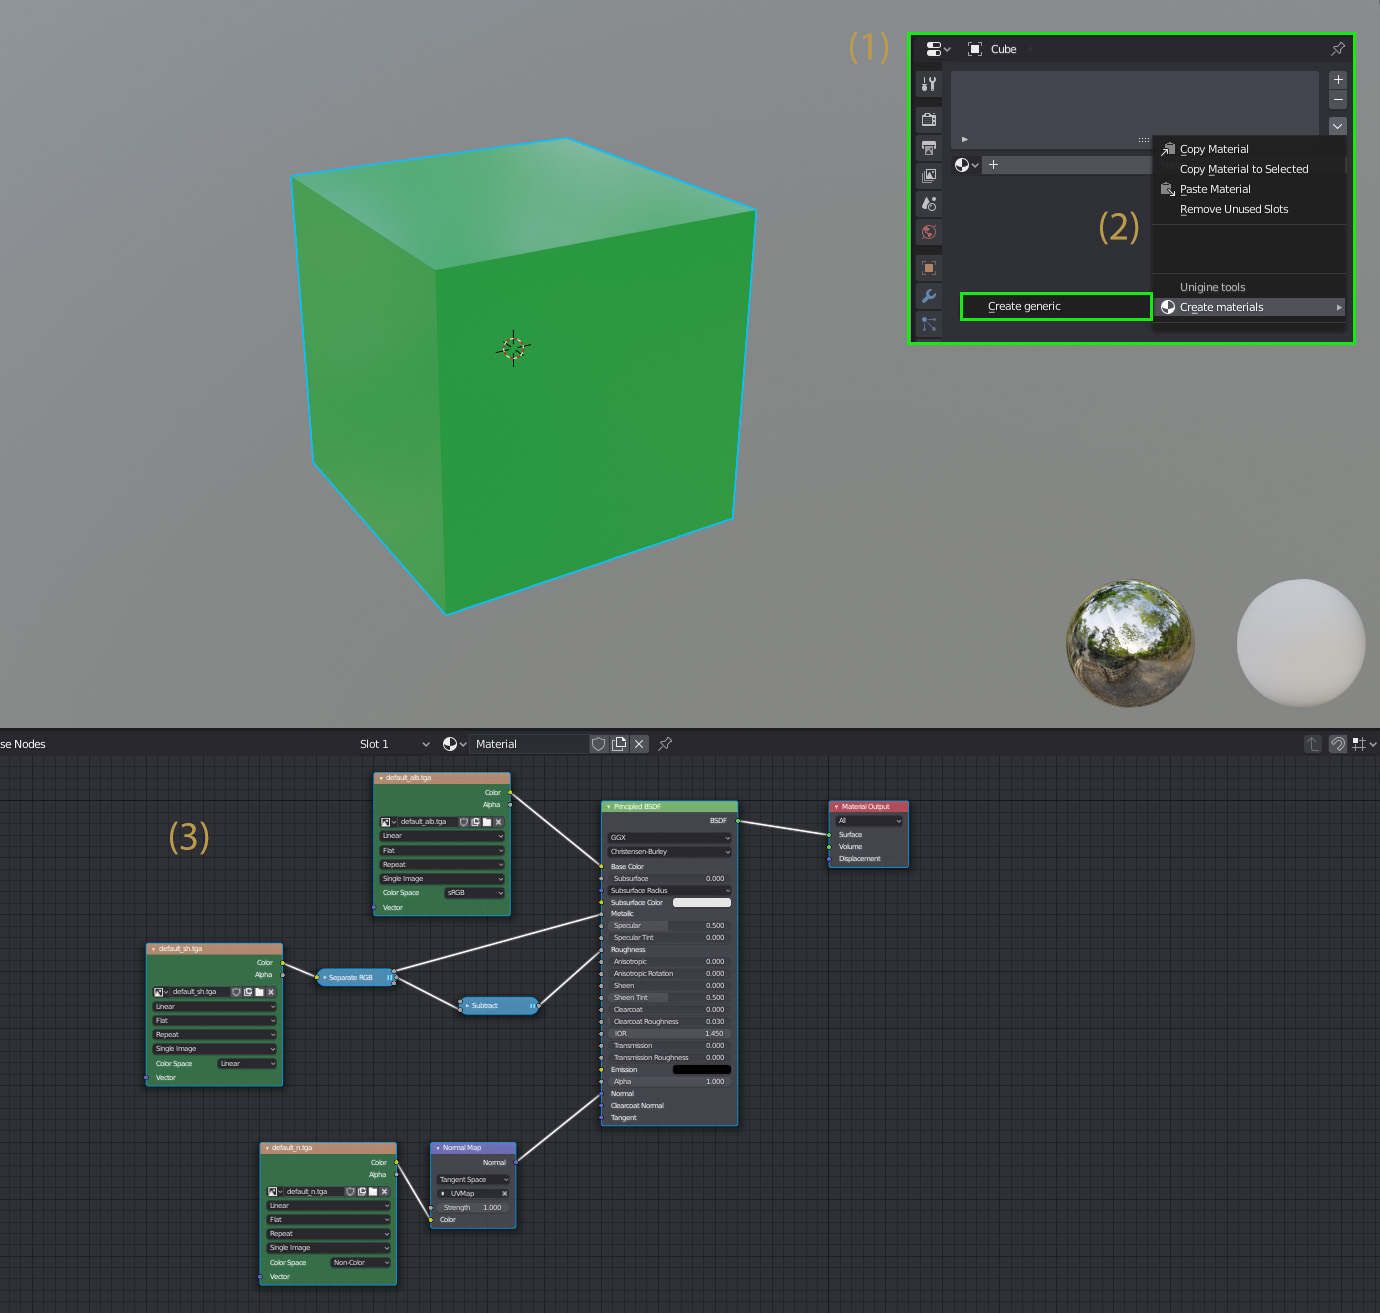 (1)
Cube
Copy Material
Copy Material to Selected
Paste Material
Remove Unused Slots
(2)
Unigine tools
Create generic
Create materials
se Nodes
Slot 1
Material
(3)
default_alb.tga
Color
Alpha
default_alb.tga
Linear
Flat
Repeat
Single Image
Color Space
sRGB
Vector
default_sh.tga
Color
Alpha
default_sh.tga
Linear
Flat
Repeat
Single Image
Color Space
Linear
Vector
Separate RGB
Subtract
default_n.tga
Color
Alpha
default_n.tga
Linear
Flat
Repeat
Single Image
Color Space
Non-Color
Vector
Normal Map
Normal
Tangent Space
UVMap
Strength 1.000
Color
Principled BSDF
BSDF
GGX
Christensen-Burley
Base Color
Subsurface 0.000
Subsurface Radius
Subsurface Color
Metallic
Specular 0.500
Specular Tint 0.000
Roughness
Anisotropic 0.000
Anisotropic Rotation 0.000
Sheen 0.000
Sheen Tint 0.500
Clearcoat 0.000
Clearcoat Roughness 0.030
IOR 1.450
Transmission 0.000
Transmission Roughness 0.000
Emission
Alpha 1.000
Normal
Clearcoat Normal
Tangent
Material Output
All
Surface
Volume
Displacement